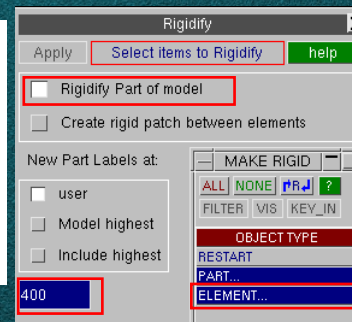 Rigidify
Apply Select items to Rigidify help
Rigidify Part of model
Create rigid patch between elements
New Part Labels at:
MAKE RIGID
user
ALL NONE ?
Model highest
FILTER VIS KEY_IN
Include highest
OBJECT TYPE
RESTART
PART...
400
ELEMENT...